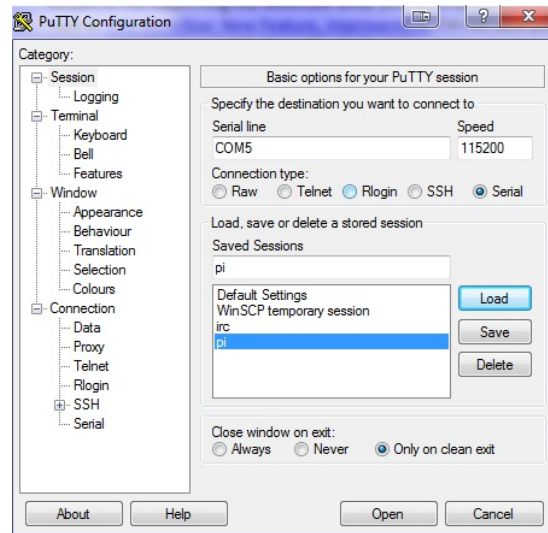 PuTTY Configuration
Category:
Session
Logging
Terminal
Keyboard
Bell
Features
Window
Appearance
Behaviour
Translation
Selection
Colours
Connection
Data
Proxy
Telnet
Rlogin
SSH
Serial
Basic options for your PuTTY session
Specify the destination you want to connect to
Serial line Speed
COM5 115200
Connection type:
Raw Telnet Rlogin SSH Serial
Load, save or delete a stored session
Saved Sessions
pi
Default Settings
WinSCP temporary session
irc
pi
Load
Save
Delete
Close window on exit:
Always Never Only on clean exit
About Help Open Cancel